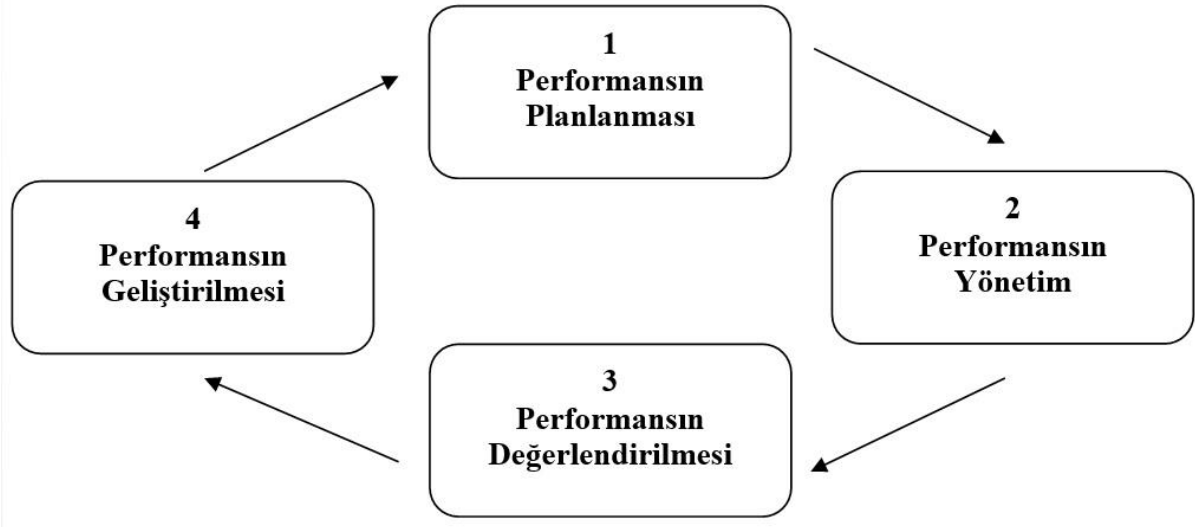 1
Performansın
Planlanması
2
Performansın
Yönetim
3
Performansın
Değerlendirilmesi
4
Performansın
Geliştirilmesi